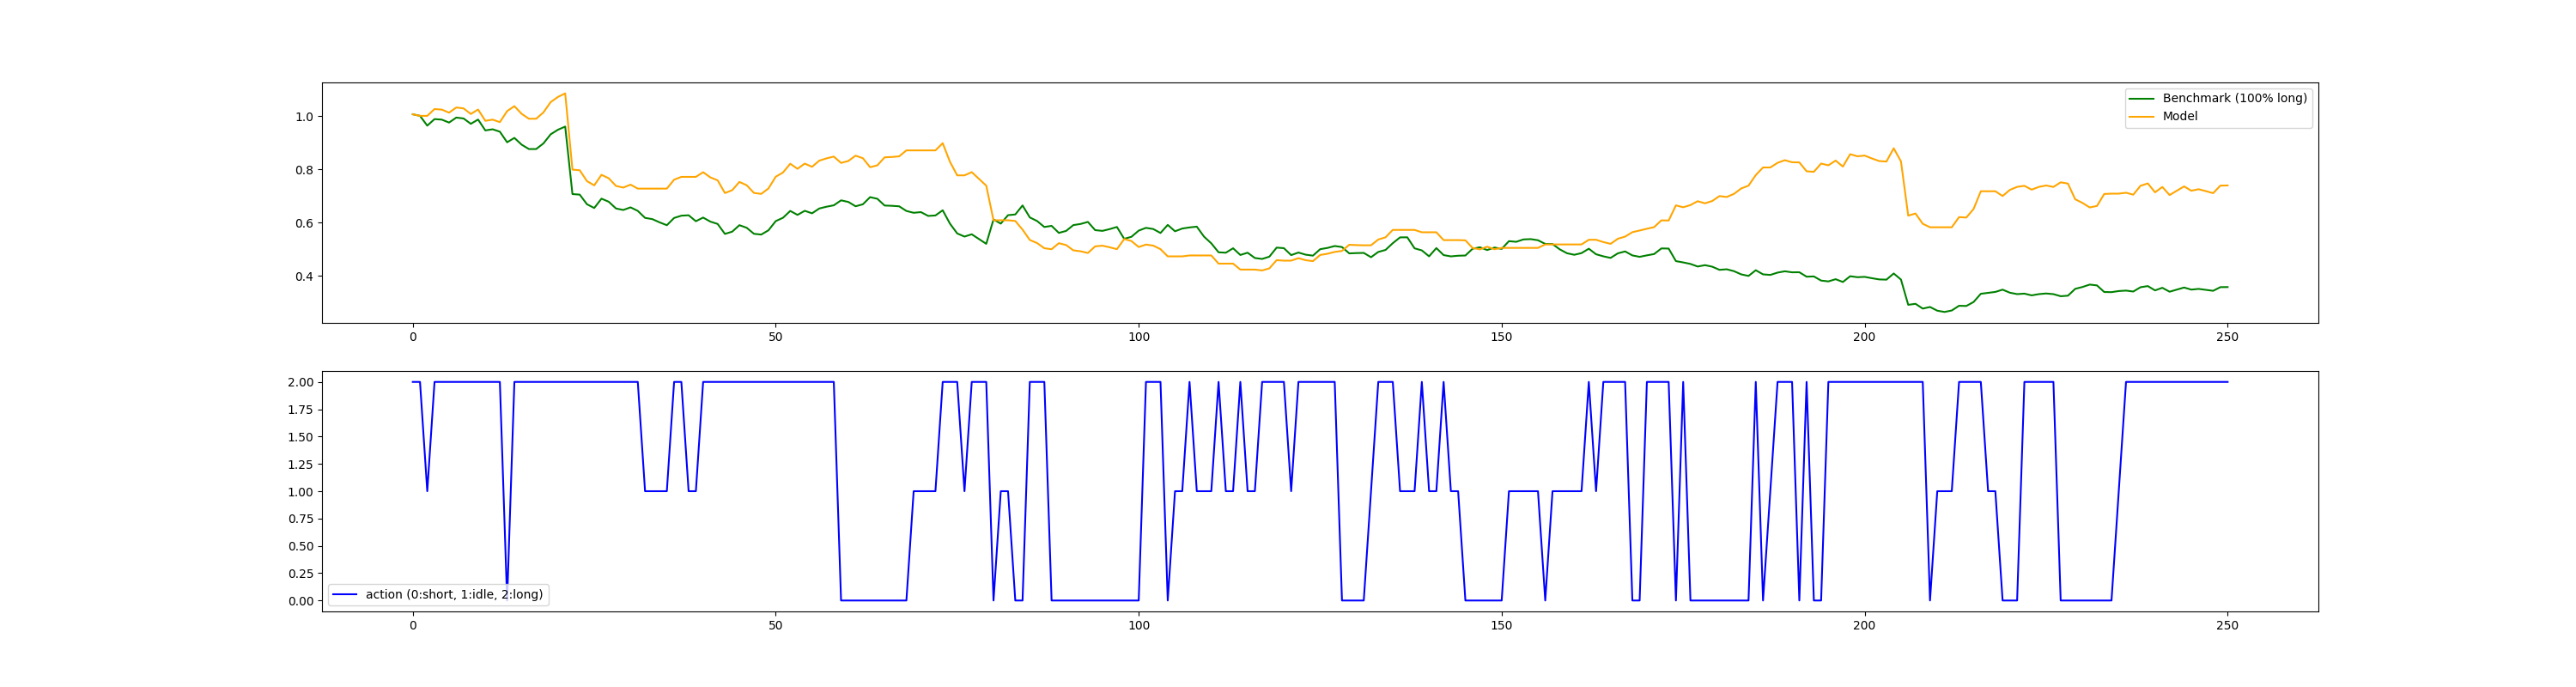 Benchmark (100% long)
Model
1.0
0.8
0.6
0.4
0 50 100 150 200 250
2.00
1.75
1.50
1.25
1.00
0.75
0.50
0.25
0.00
action (0:short, 1:idle, 2:long)
0 50 100 150 200 250